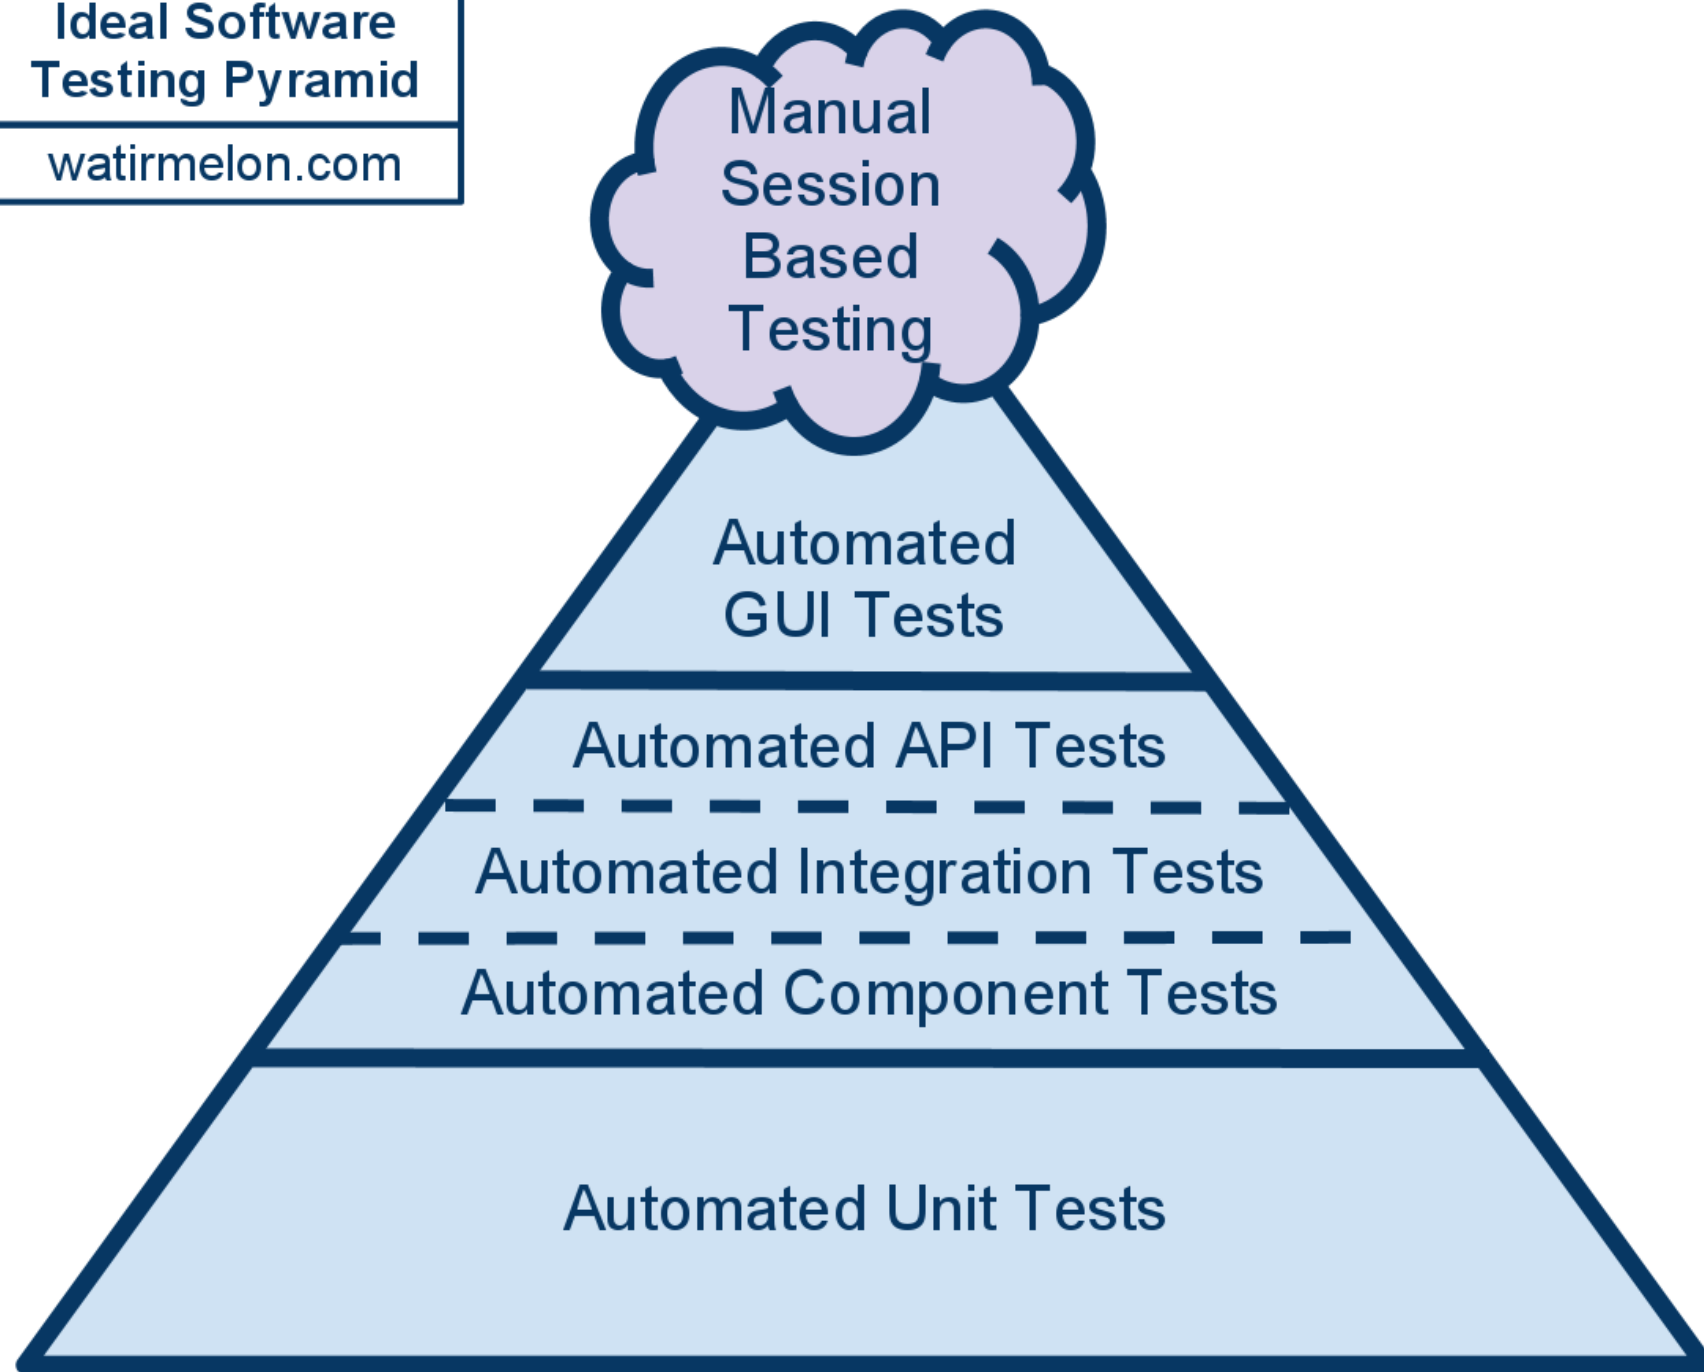 Ideal Software
Testing Pyramid
watirmelon.com
Manual
Session
Based
Testing
Automated
GUI Tests
Automated API Tests
Automated Integration Tests
Automated Component Tests
Automated Unit Tests